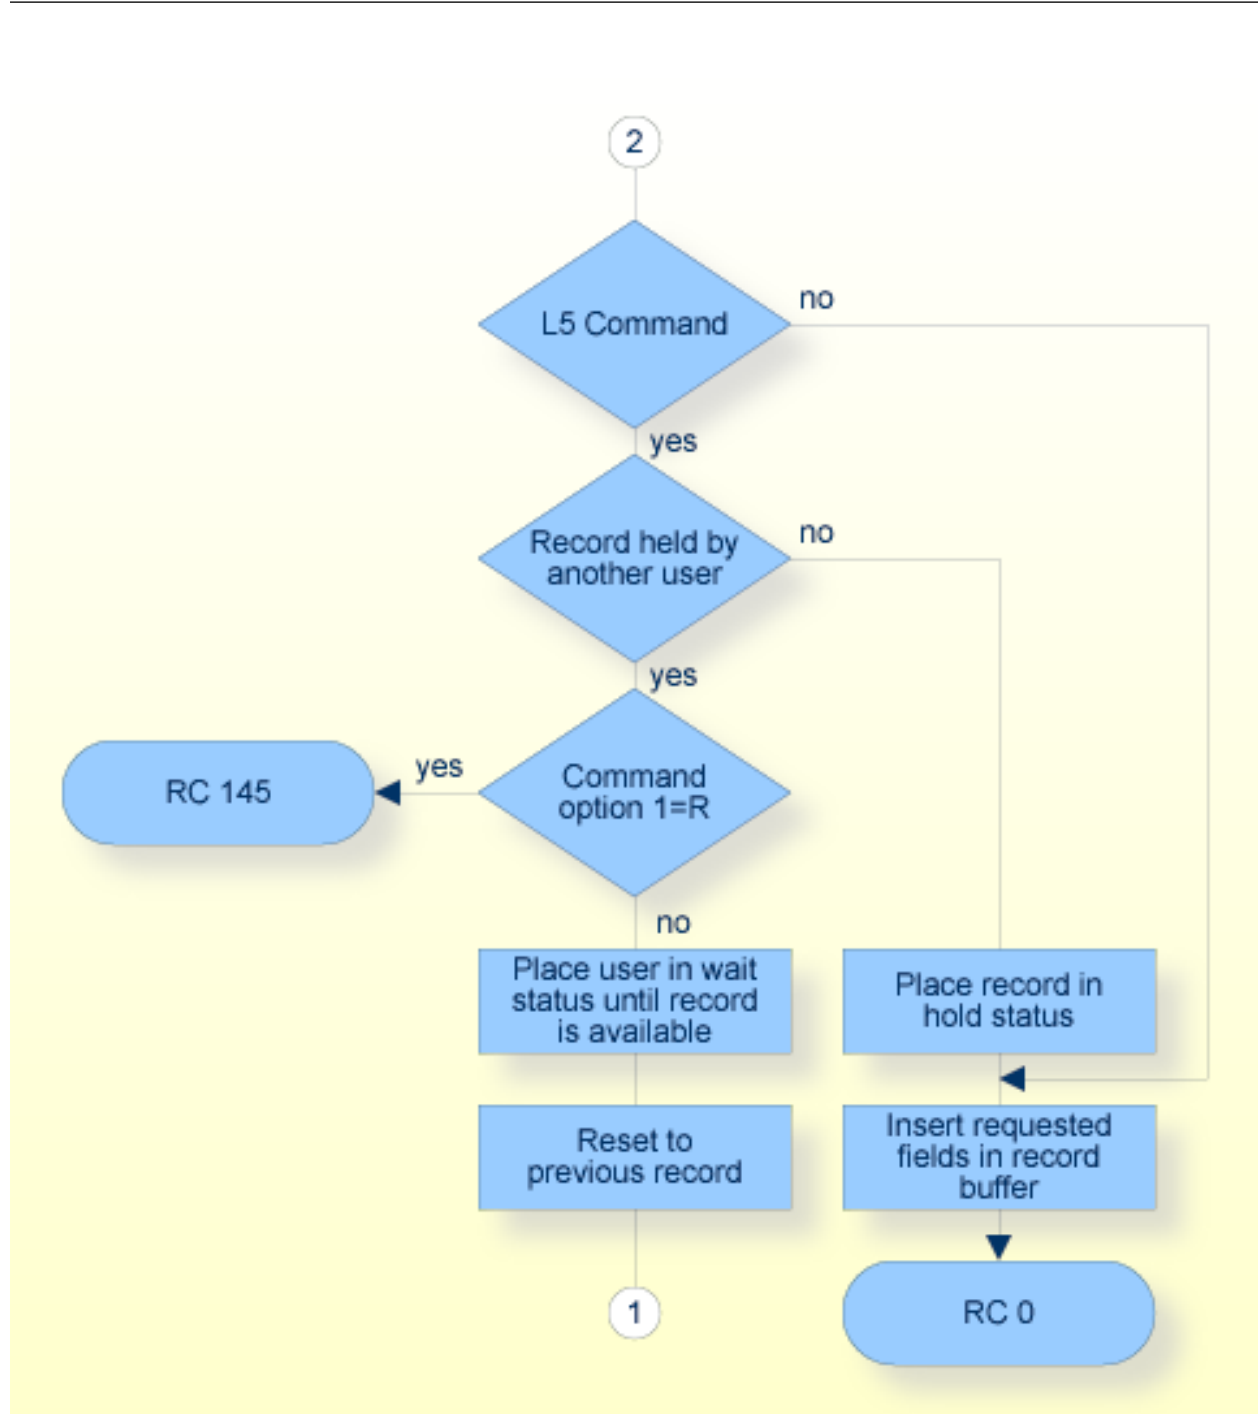 2
L5 Command
no
yes
Record held by
another user
no
yes
Command
option 1=R
yes
RC 145
no
Place user in wait
status until record
is available
Place record in
hold status
Reset to
previous record
Insert requested
fields in record
buffer
1
RC 0